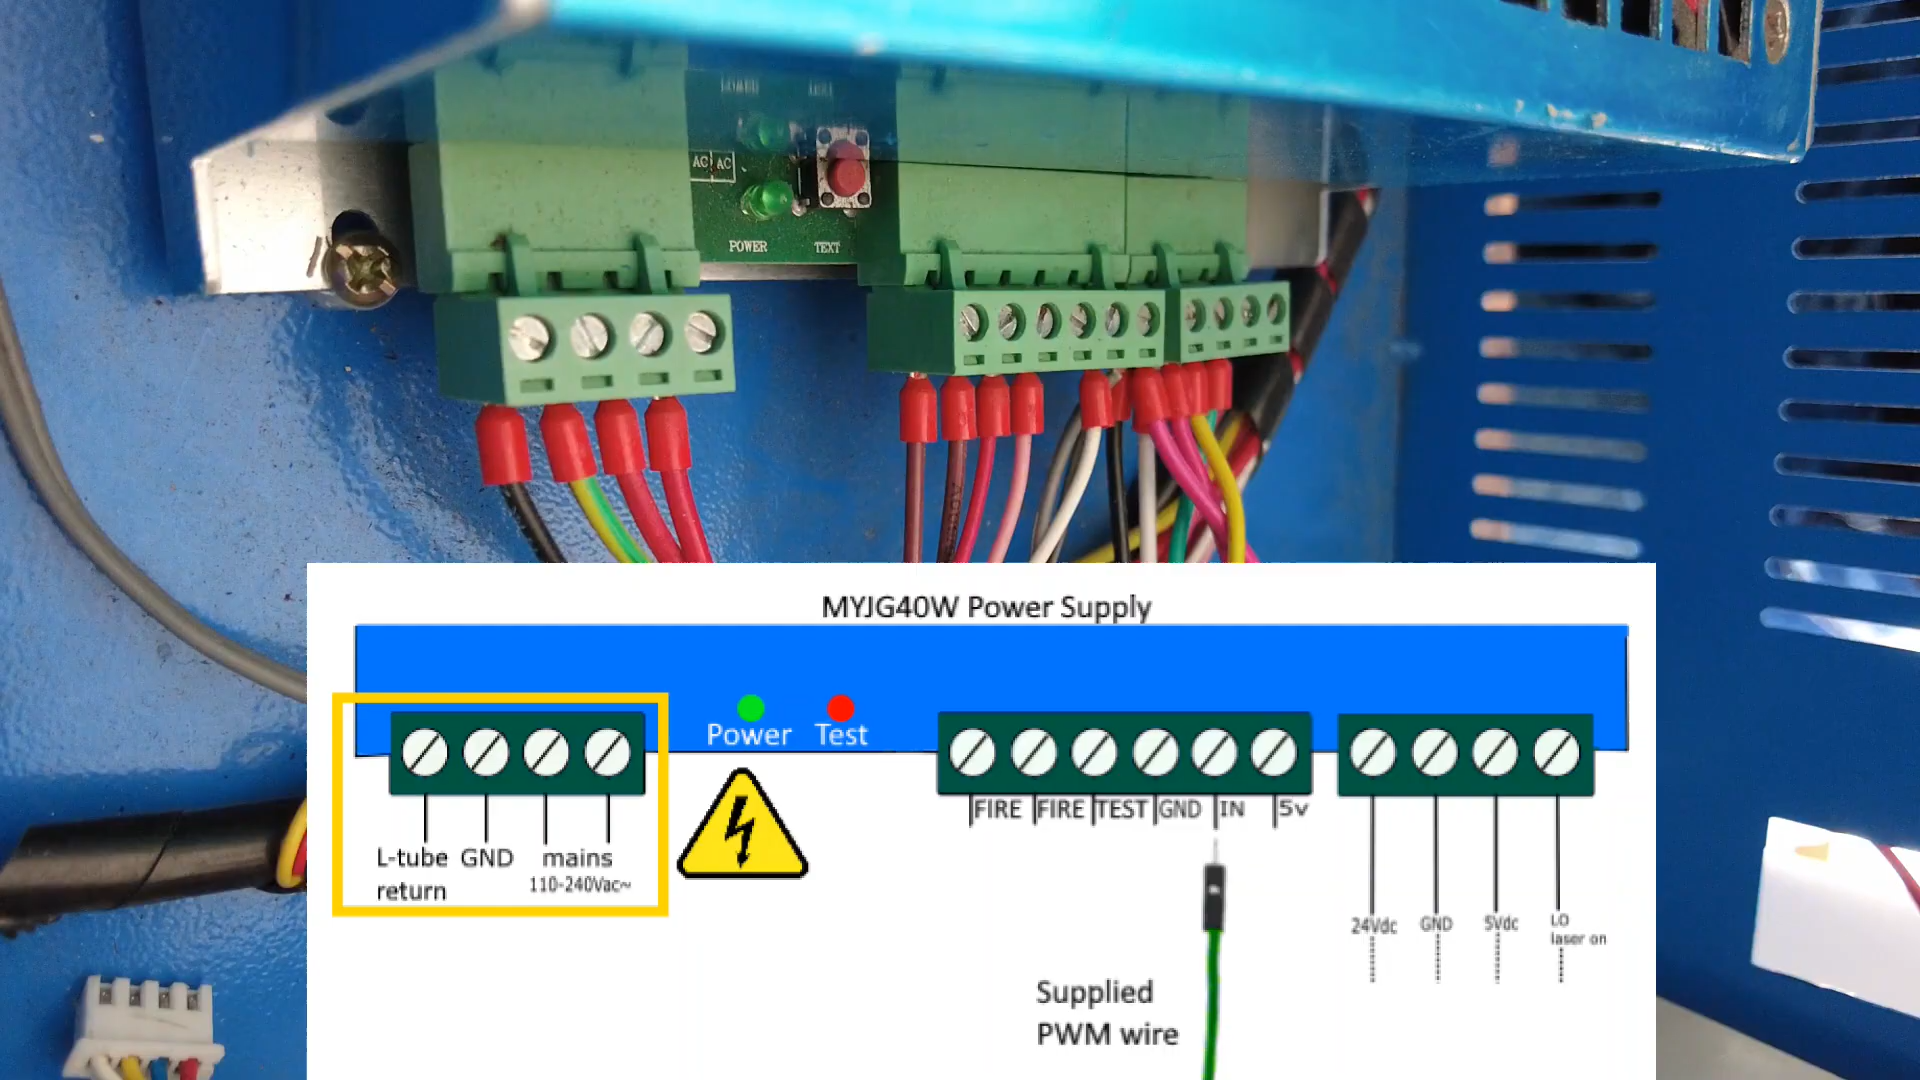 AC AC
POWER
TEXT
MYJG40W Power Supply
Power Test
FIRE FIRE TEST GND IN 5v
L-tube return
GND
mains
110-240Vac~
24Vdc GND 5Vdc LO laser on
Supplied
PWM wire